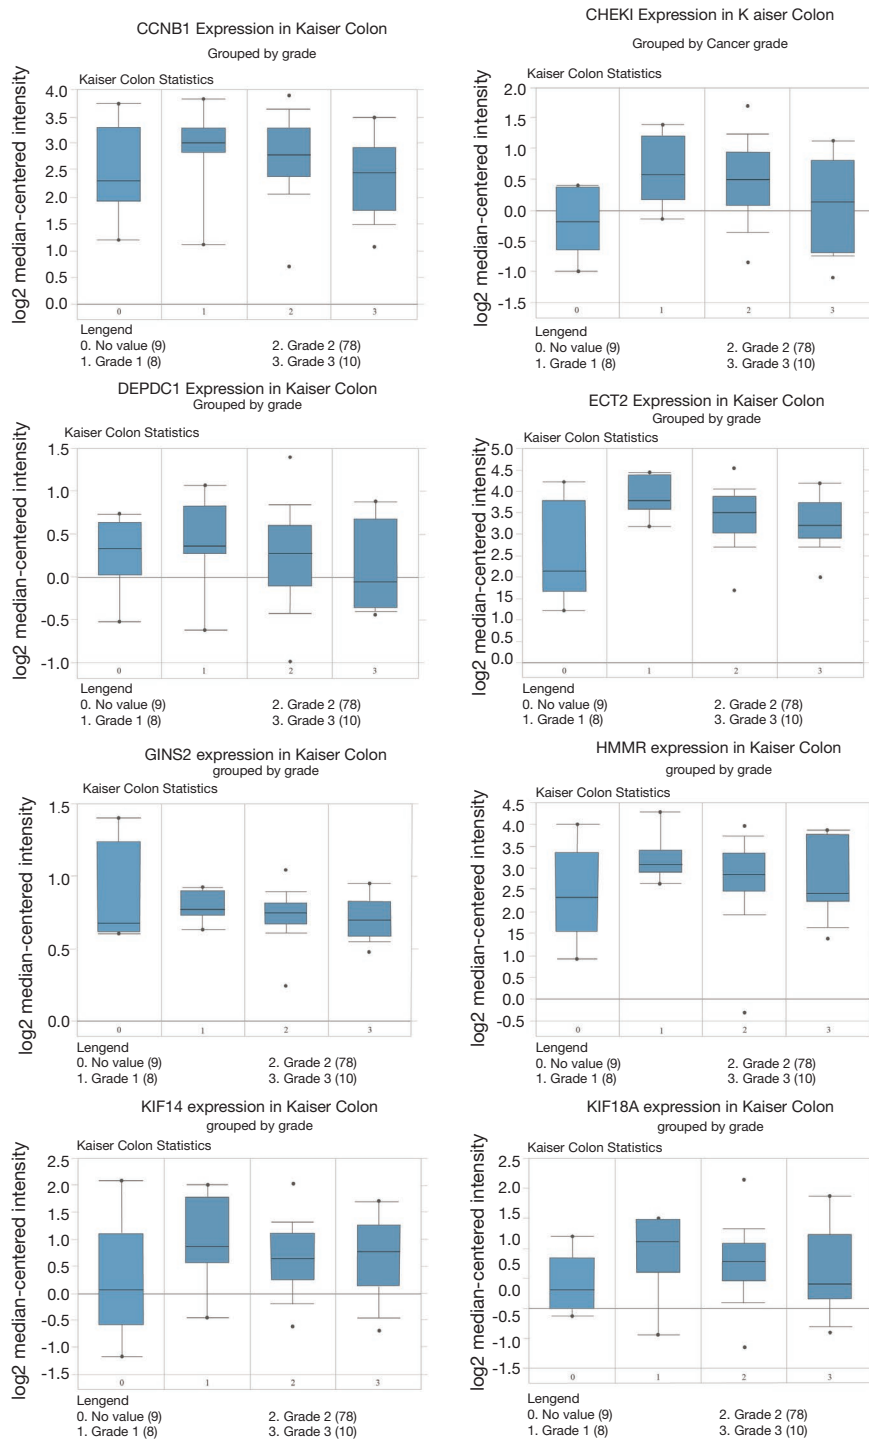 CCNB1 Expression in Kaiser Colon
Grouped by grade
Kaiser Colon Statistics
log2 median-centered intensity
4.0
3.5
3.0
2.5
2.0
1.5
1.0
0.5
0.0
0
1
2
3
Lengend
0. No value (9)
2. Grade 2 (78)
1. Grade 1 (8)
3. Grade 3 (10)
CHEKI Expression in K aiser Colon
Grouped by Cancer grade
Kaiser Colon Statistics
log2 median-centered intensity
2.0
1.5
1.0
0.5
0.0
-0.5
-1.0
-1.5
0
1
2
3
Lengend
0. No value (9)
2. Grade 2 (78)
1. Grade 1 (8)
3. Grade 3 (10)
DEPDC1 Expression in Kaiser Colon
Grouped by grade
Kaiser Colon Statistics
log2 median-centered intensity
1.5
1.0
0.5
0.0
-0.5
-1.0
0
1
2
3
Lengend
0. No value (9)
2. Grade 2 (78)
1. Grade 1 (8)
3. Grade 3 (10)
ECT2 Expression in Kaiser Colon
Grouped by grade
Kaiser Colon Statistics
log2 median-centered intensity
5.0
4.5
4.0
3.5
3.0
2.5
2.0
15
1.0
0.5
0.0
0
1
2
3
Lengend
0. No value (9)
2. Grade 2 (78)
1. Grade 1 (8)
3. Grade 3 (10)
GINS2 expression in Kaiser Colon
grouped by grade
Kaiser Colon Statistics
log2 median-centered intensity
1.5
1.0
0.5
0.0
0
1
2
3
Lengend
0. No value (9)
2. Grade 2 (78)
1. Grade 1 (8)
3. Grade 3 (10)
HMMR expression in Kaiser Colon
grouped by grade
Kaiser Colon Statistics
log2 median-centered intensity
4.5
4.0
3.5
3.0
2.5
2.0
1.5
1.0
0.5
0.0
-0.5
0
1
2
3
Lengend
0. No value (9)
2. Grade 2 (78)
1. Grade 1 (8)
3. Grade 3 (10)
KIF14 expression in Kaiser Colon
grouped by grade
Kaiser Colon Statistics
log2 median-centered intensity
2.5
2.0
1.5
1.0
0.5
0.0
-0.5
-1.0
-1.5
0
1
2
3
Lengend
0. No value (9)
2. Grade 2 (78)
1. Grade 1 (8)
3. Grade 3 (10)
KIF18A expression in Kaiser Colon
grouped by grade
Kaiser Colon Statistics
log2 median-centered intensity
2.5
2.0
1.5
1.0
0.5
0.0
-0.5
-1.0
-1.5
0
1
2
3
Lengend
0. No value (9)
2. Grade 2 (78)
1. Grade 1 (8)
3. Grade 3 (10)